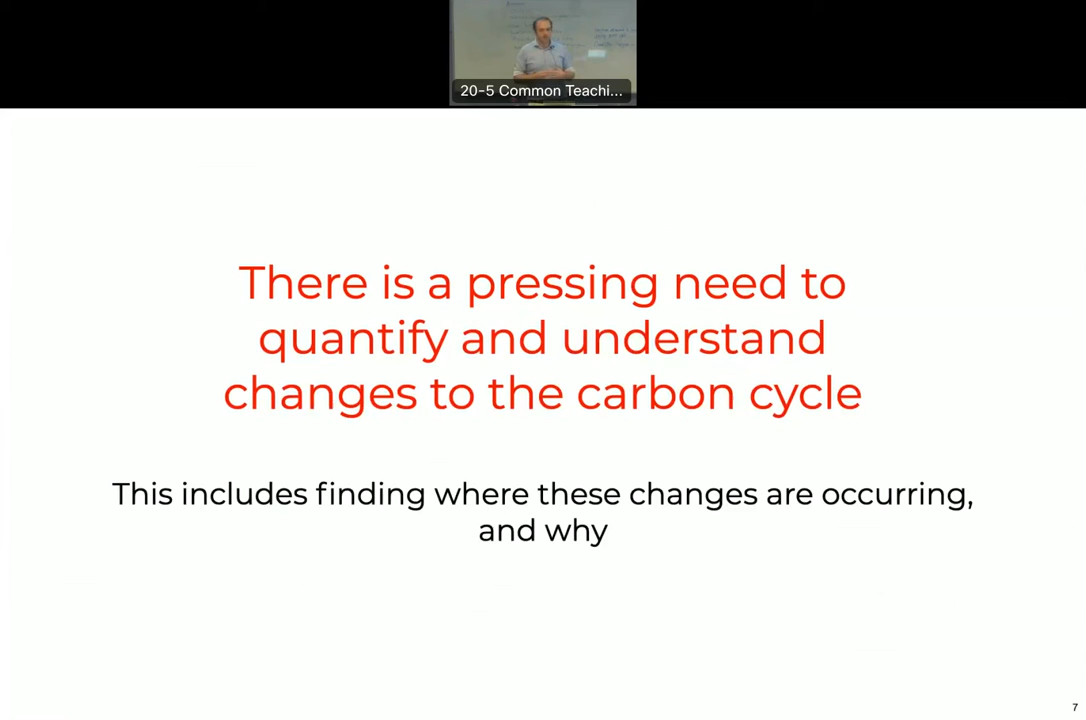 20-5 Common Teachi...
There is a pressing need to
quantify and understand
changes to the carbon cycle
This includes finding where these changes are occurring,
and why
7